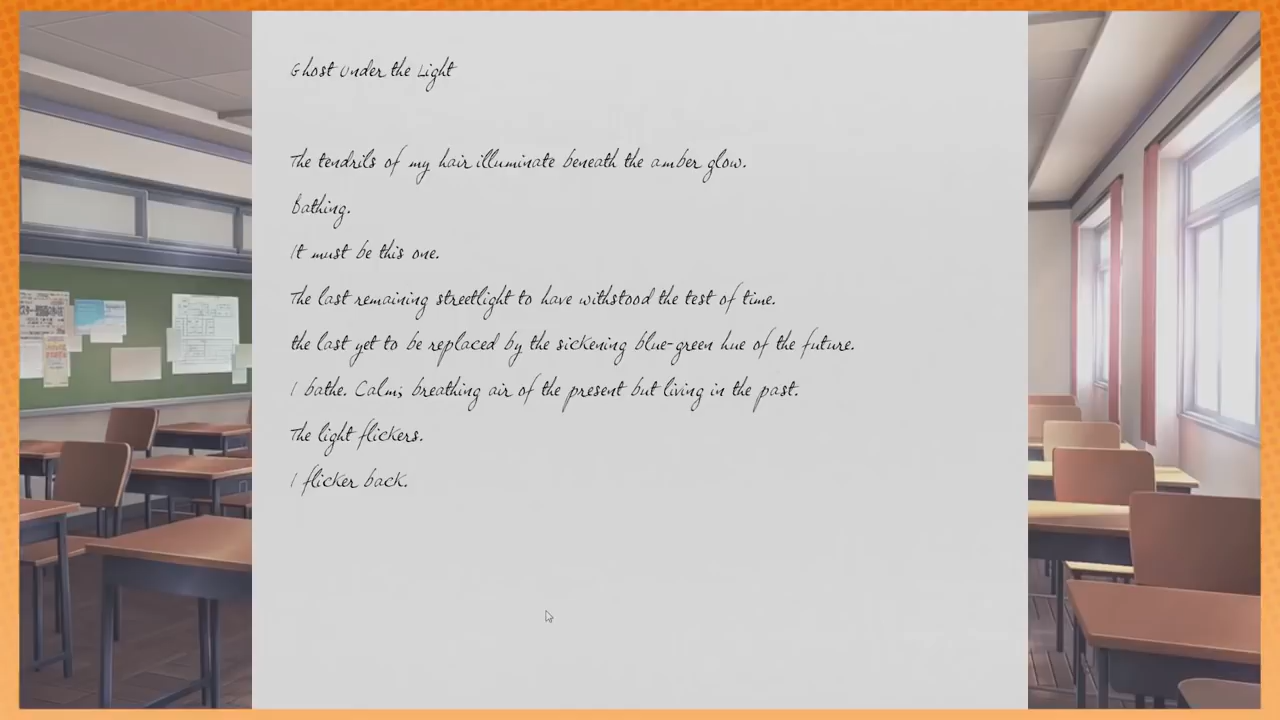 Ghost Under the Light
The tendrils of my hair illuminate beneath the amber glow.
Bathing.
It must be this one.
The last remaining streetlight to have withstood the test of time.
the last yet to be replaced by the sickening blue-green hue of the future.
I bathe. Calm; breathing air of the present but living in the past.
The light flickers.
I flicker back.